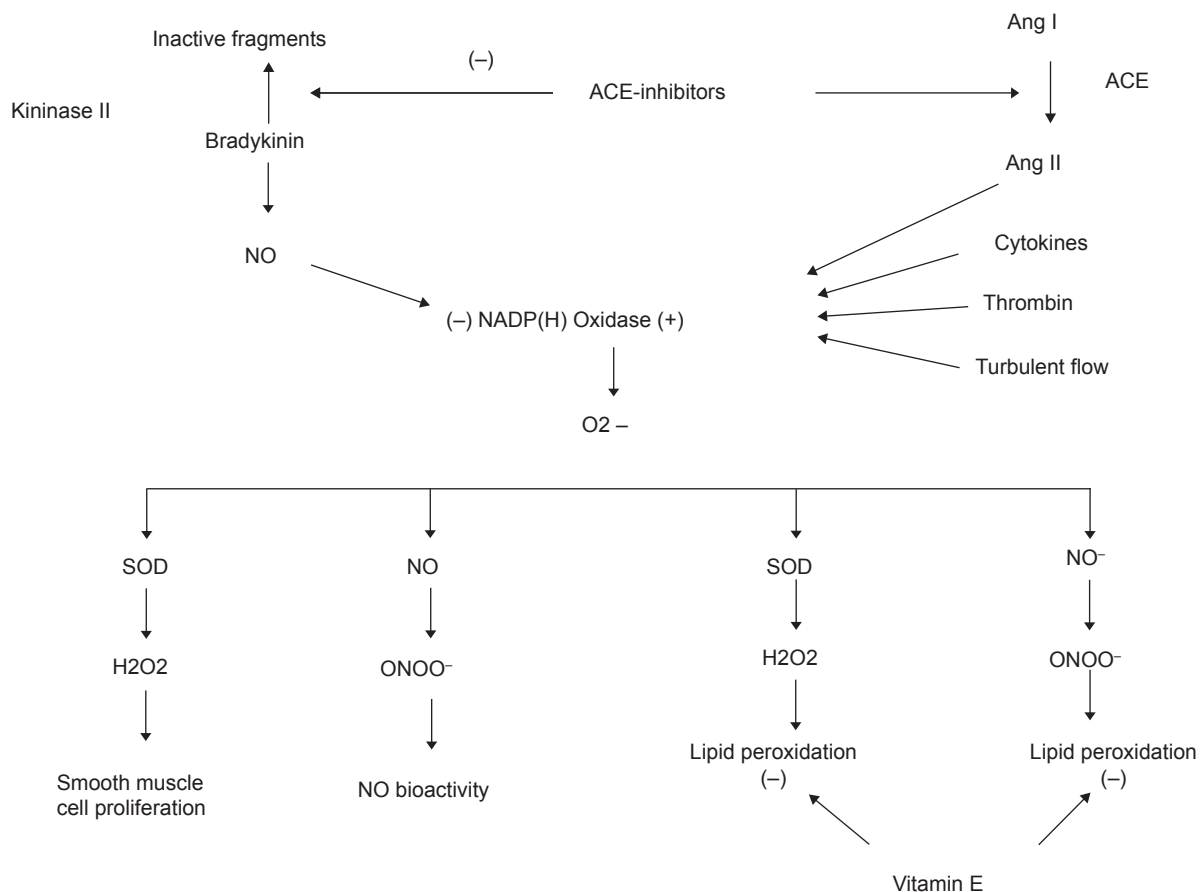 Inactive fragments
(–)
Ang I
ACE-inhibitors
ACE
Kininase II
Bradykinin
Ang II
NO
Cytokines
Thrombin
(–) NADP(H) Oxidase (+)
Turbulent flow
O2 –
SOD
NO
SOD
NO⁻
H2O2
ONOO⁻
H2O2
ONOO⁻
Smooth muscle
cell proliferation
NO bioactivity
Lipid peroxidation
(–)
Lipid peroxidation
(–)
Vitamin E